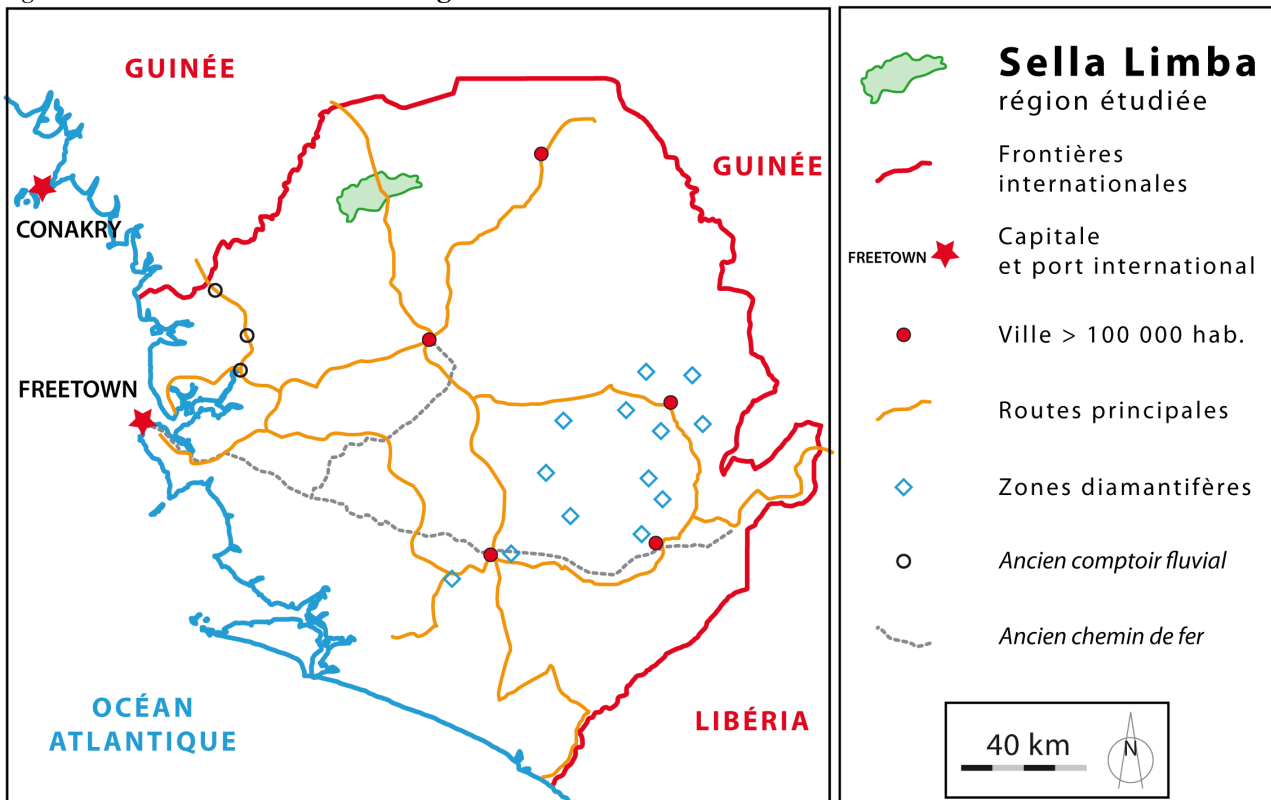 GUINÉE
GUINÉE
CONAKRY
FREETOWN
OCÉAN
ATLANTIQUE
LIBÉRIA
Sella Limba
région étudiée
Frontières
internationales
FREETOWN
Capitale
et port international
Ville > 100 000 hab.
Routes principales
Zones diamantifères
Ancien comptoir fluvial
Ancien chemin de fer
40 km
N